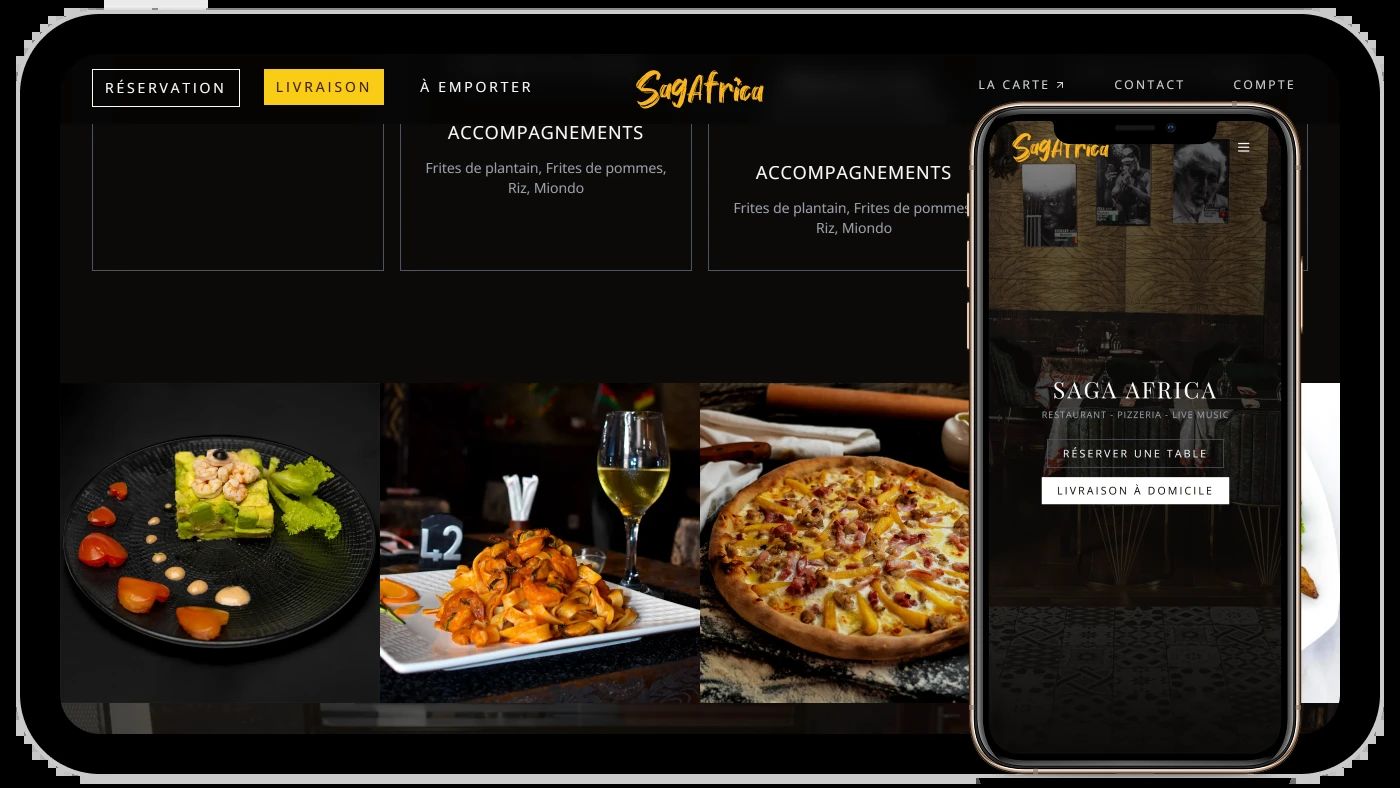 RÉSERVATION
LIVRAISON
À EMPORTER
SagAfrica
LA CARTE
CONTACT
COMPTE
ACCOMPAGNEMENTS
Frites de plantain, Frites de pommes,
Riz, Miondo
ACCOMPAGNEMENTS
Frites de plantain, Frites de pommes
Riz, Miondo
L2
SagAfrica
SAGA AFRICA
RESTAURANT - PIZZERIA - LIVE MUSIC
RÉSERVER UNE TABLE
LIVRAISON À DOMICILE